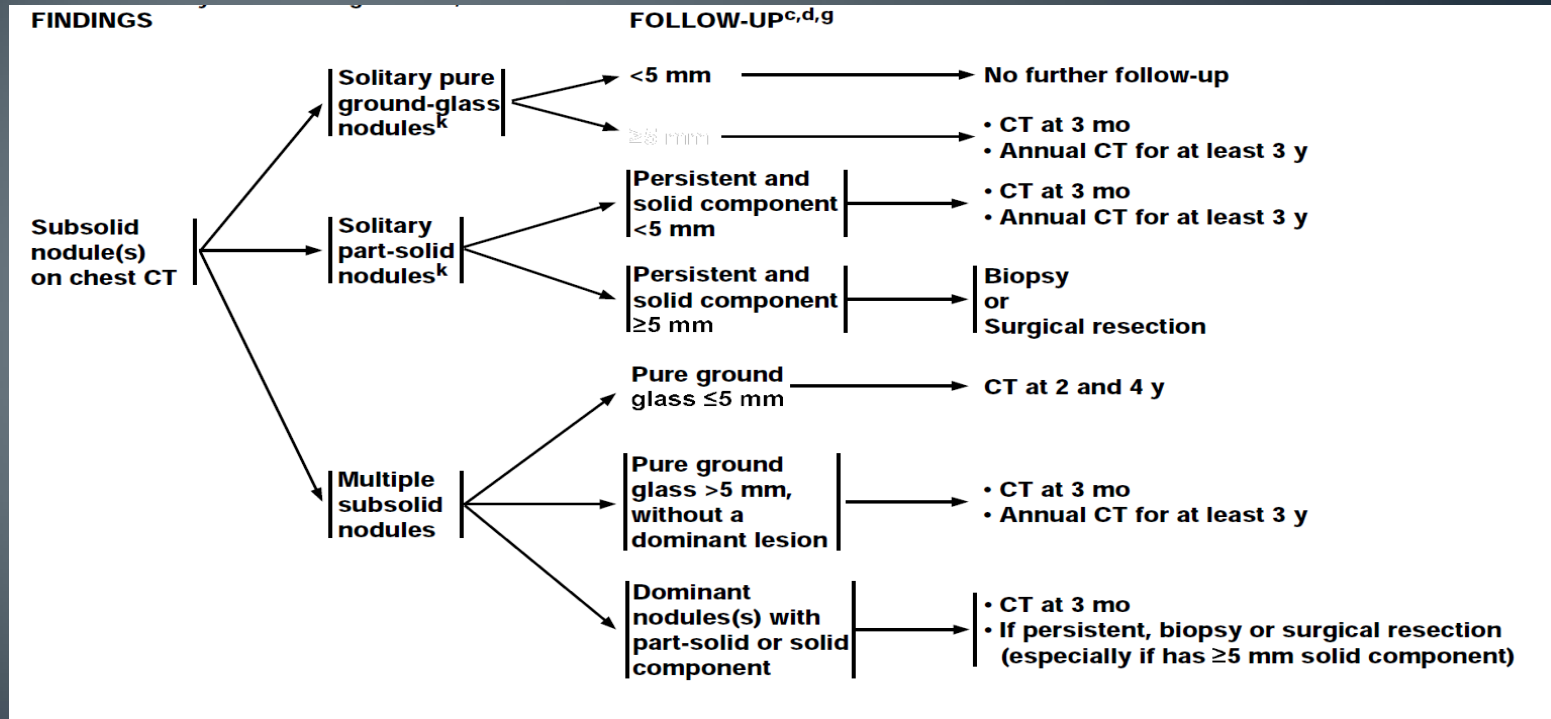 FINDINGS
FOLLOW-UPc,d,g
Subsolid
nodule(s)
on chest CT
Solitary pure
ground-glass
nodulesk
<5 mm
No further follow-up
≥5 mm
• CT at 3 mo
• Annual CT for at least 3 y
Solitary
part-solid
nodulesk
Persistent and
solid component
<5 mm
• CT at 3 mo
• Annual CT for at least 3 y
Persistent and
solid component
≥5 mm
Biopsy
or
Surgical resection
Multiple
subsolid
nodules
Pure ground
glass ≤5 mm
CT at 2 and 4 y
Pure ground
glass >5 mm,
without a
dominant lesion
• CT at 3 mo
• Annual CT for at least 3 y
Dominant
nodules(s) with
part-solid or solid
component
• CT at 3 mo
• If persistent, biopsy or surgical resection
(especially if has ≥5 mm solid component)